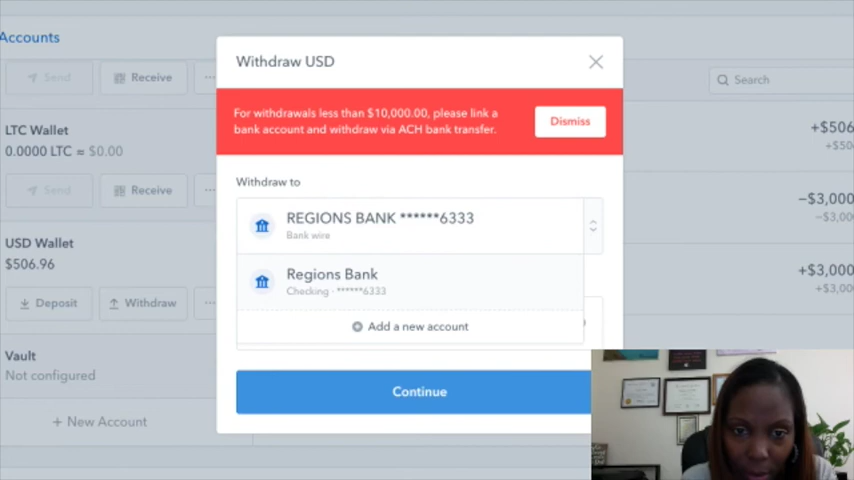 Accounts
Send
Receive
LTC Wallet
0.0000 LTC ≈ $0.00
Send
Receive
USD Wallet
$506.96
Deposit
Withdraw
Vault
Not configured
+ New Account
Withdraw USD
For withdrawals less than $10,000.00, please link a
bank account and withdraw via ACH bank transfer.
Dismiss
Withdraw to
REGIONS BANK ******6333
Bank wire
Regions Bank
Checking · ******6333
Add a new account
Continue
Search
+$506
+$50
−$3,000
−$3,000
+$3,000
+$3,000